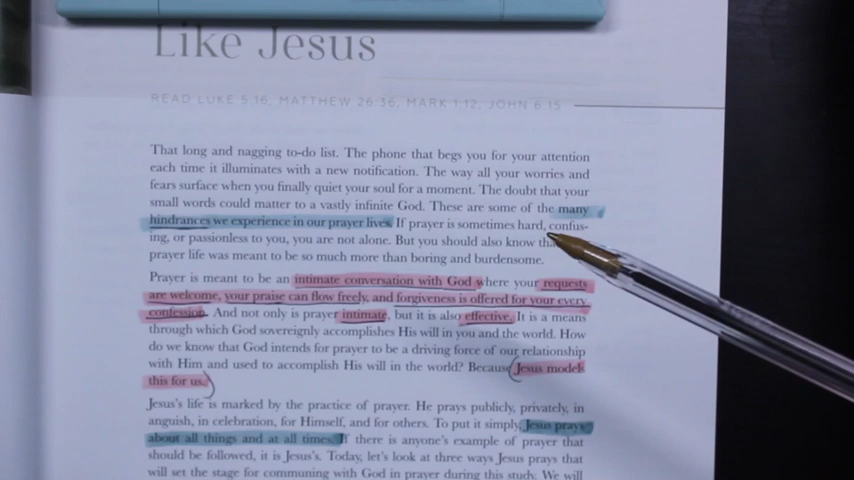 Like Jesus
READ LUKE 5:16; MATTHEW 26:36; MARK 1:12; JOHN 6:15
That long and nagging to-do list. The phone that begs you for your attention
each time it illuminates with a new notification. The way all your worries and
fears surface when you finally quiet your soul for a moment. The doubt that your
small words could matter to a vastly infinite God. These are some of the many
hindrances we experience in our prayer lives. If prayer is sometimes hard, confus-
ing, or passionless to you, you are not alone. But you should also know
prayer life was meant to be so much more than boring and burdensome.
Prayer is meant to be an intimate conversation with God where your requests
are welcome, your praise can flow freely, and forgiveness is offered for your every
confession. And not only is prayer intimate, but it is also effective. It is a means
through which God sovereignly accomplishes His will in you and the world. How
do we know that God intends for prayer to be a driving force of our relationship
with Him and used to accomplish His will in the world? Because Jesus models
this for us.
Jesus's life is marked by the practice of prayer. He prays publicly, privately, in
anguish, in celebration, for Himself, and for others. To put it simply, Jesus prays
about all things and at all times. If there is anyone's example of prayer that
should be followed, it is Jesus's. Today, let's look at three ways Jesus prays that
will set the stage for communing with God in prayer during this study. We will